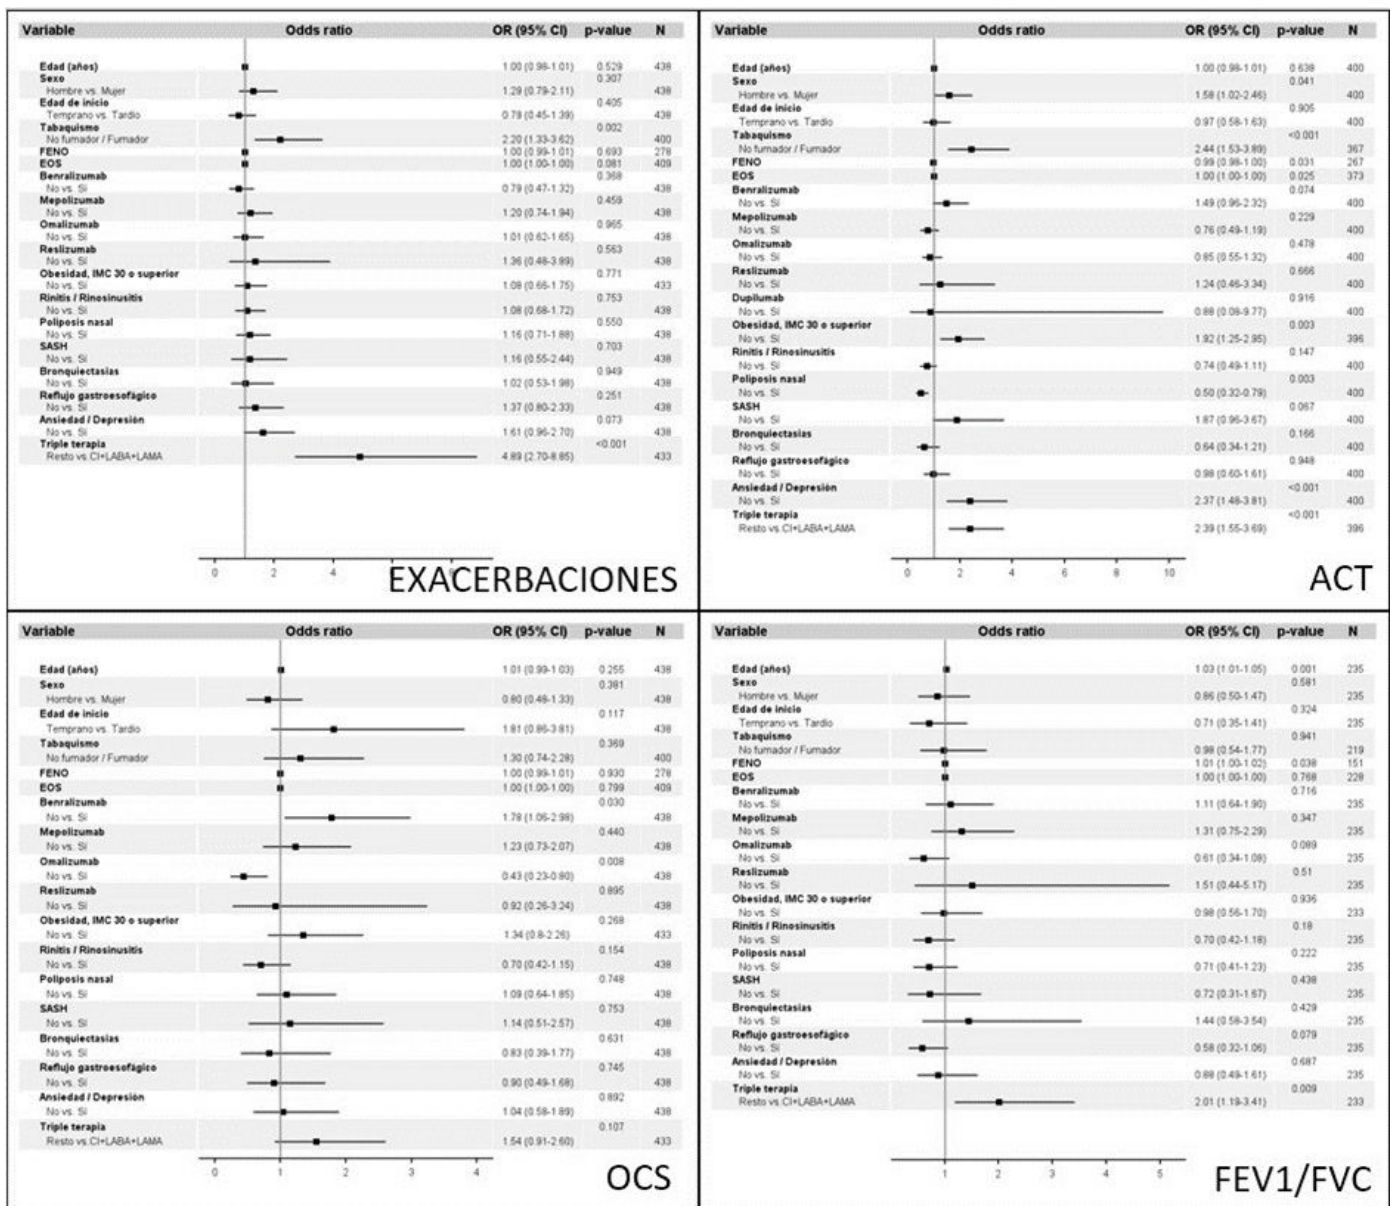 Variable Odds ratio OR (95% CI) p-value N
Edad (años) 1.00 (0.98-1.01) 0.529 438
Sexo 0.307
Hombre vs. Mujer 1.29 (0.79-2.11) 438
Edad de inicio 0.405
Temprano vs. Tardío 0.78 (0.45-1.39) 438
Tabaquismo 0.002
No fumador / Fumador 2.20 (1.33-3.62) 400
FENO 1.00 (0.99-1.01) 0.693 278
EOS 1.00 (1.00-1.00) 0.081 409
Benralizumab 0.368
No vs. Sí 0.79 (0.47-1.32) 438
Mepolizumab 0.459
No vs. Sí 1.20 (0.74-1.94) 438
Omalizumab 0.965
No vs. Sí 1.01 (0.62-1.65) 438
Reslizumab 0.563
No vs. Sí 1.36 (0.48-3.89) 438
Obesidad, IMC 30 o superior 0.771
No vs. Sí 1.08 (0.66-1.75) 433
Rinitis / Rinosinusitis 0.753
No vs. Sí 1.08 (0.68-1.72) 438
Poliposis nasal 0.550
No vs. Sí 1.16 (0.71-1.88) 438
SASH 0.703
No vs. Sí 1.16 (0.55-2.44) 438
Bronquiectasias 0.949
No vs. Sí 1.02 (0.53-1.98) 438
Reflujo gastroesofágico 0.251
No vs. Sí 1.37 (0.80-2.33) 438
Ansiedad / Depresión 0.073
No vs. Sí 1.61 (0.96-2.70) 438
Triple terapia <0.001
Resto vs.CI+LABA+LAMA 4.89 (2.70-8.85) 433
0 2 4 6 8
EXACERBACIONES
Variable Odds ratio OR (95% CI) p-value N
Edad (años) 1.00 (0.98-1.01) 0.638 400
Sexo 0.041
Hombre vs. Mujer 1.58 (1.02-2.46) 400
Edad de inicio 0.905
Temprano vs. Tardío 0.97 (0.58-1.63) 400
Tabaquismo <0.001
No fumador / Fumador 2.44 (1.53-3.89) 367
FENO 0.99 (0.98-1.00) 0.031 267
EOS 1.00 (1.00-1.00) 0.025 373
Benralizumab 0.074
No vs. Sí 1.49 (0.96-2.32) 400
Mepolizumab 0.229
No vs. Sí 0.76 (0.49-1.19) 400
Omalizumab 0.478
No vs. Sí 0.85 (0.55-1.32) 400
Reslizumab 0.666
No vs. Sí 1.24 (0.46-3.34) 400
Dupilumab 0.916
No vs. Sí 0.88 (0.08-9.77) 400
Obesidad, IMC 30 o superior 0.003
No vs. Sí 1.92 (1.25-2.95) 396
Rinitis / Rinosinusitis 0.147
No vs. Sí 0.74 (0.49-1.11) 400
Poliposis nasal 0.003
No vs. Sí 0.50 (0.32-0.79) 400
SASH 0.067
No vs. Sí 1.87 (0.96-3.67) 400
Bronquiectasias 0.166
No vs. Sí 0.64 (0.34-1.21) 400
Reflujo gastroesofágico 0.948
No vs. Sí 0.98 (0.60-1.61) 400
Ansiedad / Depresión <0.001
No vs. Sí 2.37 (1.48-3.81) 400
Triple terapia <0.001
Resto vs.CI+LABA+LAMA 2.39 (1.55-3.69) 396
0 2 4 6 8 10
ACT
Variable Odds ratio OR (95% CI) p-value N
Edad (años) 1.01 (0.99-1.03) 0.255 438
Sexo 0.381
Hombre vs. Mujer 0.80 (0.48-1.33) 438
Edad de inicio 0.117
Temprano vs. Tardío 1.81 (0.86-3.81) 438
Tabaquismo 0.369
No fumador / Fumador 1.30 (0.74-2.28) 400
FENO 1.00 (0.99-1.01) 0.930 278
EOS 1.00 (1.00-1.00) 0.799 409
Benralizumab 0.030
No vs. Sí 1.78 (1.06-2.98) 438
Mepolizumab 0.440
No vs. Sí 1.23 (0.73-2.07) 438
Omalizumab 0.008
No vs. Sí 0.43 (0.23-0.80) 438
Reslizumab 0.895
No vs. Sí 0.92 (0.26-3.24) 438
Obesidad, IMC 30 o superior 0.268
No vs. Sí 1.34 (0.8-2.26) 433
Rinitis / Rinosinusitis 0.154
No vs. Sí 0.70 (0.42-1.15) 438
Poliposis nasal 0.748
No vs. Sí 1.09 (0.64-1.85) 438
SASH 0.753
No vs. Sí 1.14 (0.51-2.57) 438
Bronquiectasias 0.631
No vs. Sí 0.83 (0.39-1.77) 438
Reflujo gastroesofágico 0.745
No vs. Sí 0.90 (0.49-1.68) 438
Ansiedad / Depresión 0.892
No vs. Sí 1.04 (0.58-1.89) 438
Triple terapia 0.107
Resto vs.CI+LABA+LAMA 1.54 (0.91-2.60) 433
0 1 2 3 4
OCS
Variable Odds ratio OR (95% CI) p-value N
Edad (años) 1.03 (1.01-1.05) 0.001 235
Sexo 0.581
Hombre vs. Mujer 0.86 (0.50-1.47) 235
Edad de inicio 0.324
Temprano vs. Tardío 0.71 (0.35-1.41) 235
Tabaquismo 0.941
No fumador / Fumador 0.98 (0.54-1.77) 219
FENO 1.01 (1.00-1.02) 0.038 151
EOS 1.00 (1.00-1.00) 0.768 228
Benralizumab 0.716
No vs. Sí 1.11 (0.64-1.90) 235
Mepolizumab 0.347
No vs. Sí 1.31 (0.75-2.29) 235
Omalizumab 0.089
No vs. Sí 0.61 (0.34-1.08) 235
Reslizumab 0.51
No vs. Sí 1.51 (0.44-5.17) 235
Obesidad, IMC 30 o superior 0.936
No vs. Sí 0.98 (0.56-1.70) 233
Rinitis / Rinosinusitis 0.18
No vs. Sí 0.70 (0.42-1.18) 235
Poliposis nasal 0.222
No vs. Sí 0.71 (0.41-1.23) 235
SASH 0.438
No vs. Sí 0.72 (0.31-1.67) 235
Bronquiectasias 0.429
No vs. Sí 1.44 (0.58-3.54) 235
Reflujo gastroesofágico 0.079
No vs. Sí 0.58 (0.32-1.06) 235
Ansiedad / Depresión 0.687
No vs. Sí 0.88 (0.49-1.61) 235
Triple terapia 0.009
Resto vs.CI+LABA+LAMA 2.01 (1.19-3.41) 233
1 2 3 4 5
FEV1/FVC